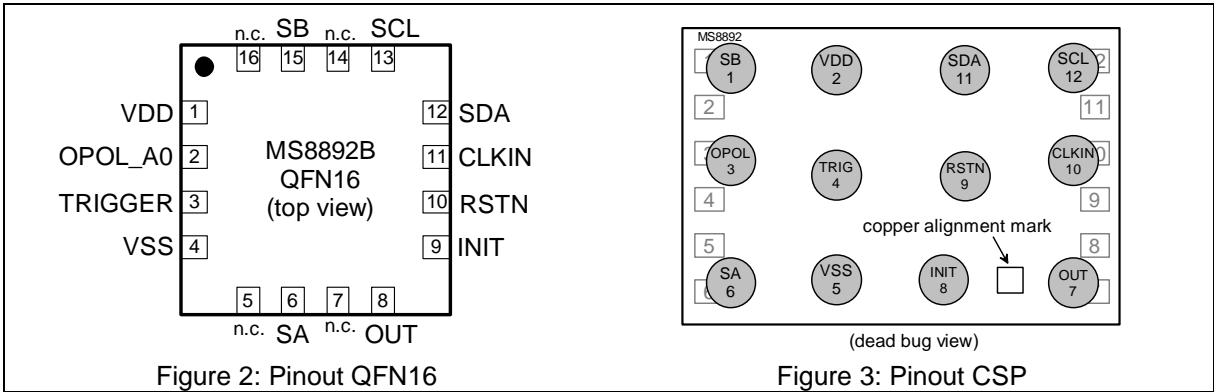 n.c. SB n.c. SCL
16 15 14 13
VDD 1
OPOL_A0 2
TRIGGER 3
VSS 4
MS8892B
QFN16
(top view)
12 SDA
11 CLKIN
10 RSTN
9 INIT
5 6 7 8
n.c. SA n.c. OUT
Figure 2: Pinout QFN16
MS8892
SB
1
VDD
2
SDA
11
SCL
12
2
11
OPOL
3
TRIG
4
RSTN
9
CLKIN
10
4
9
copper alignment mark
5
8
SA
6
VSS
5
INIT
8
OUT
7
(dead bug view)
Figure 3: Pinout CSP